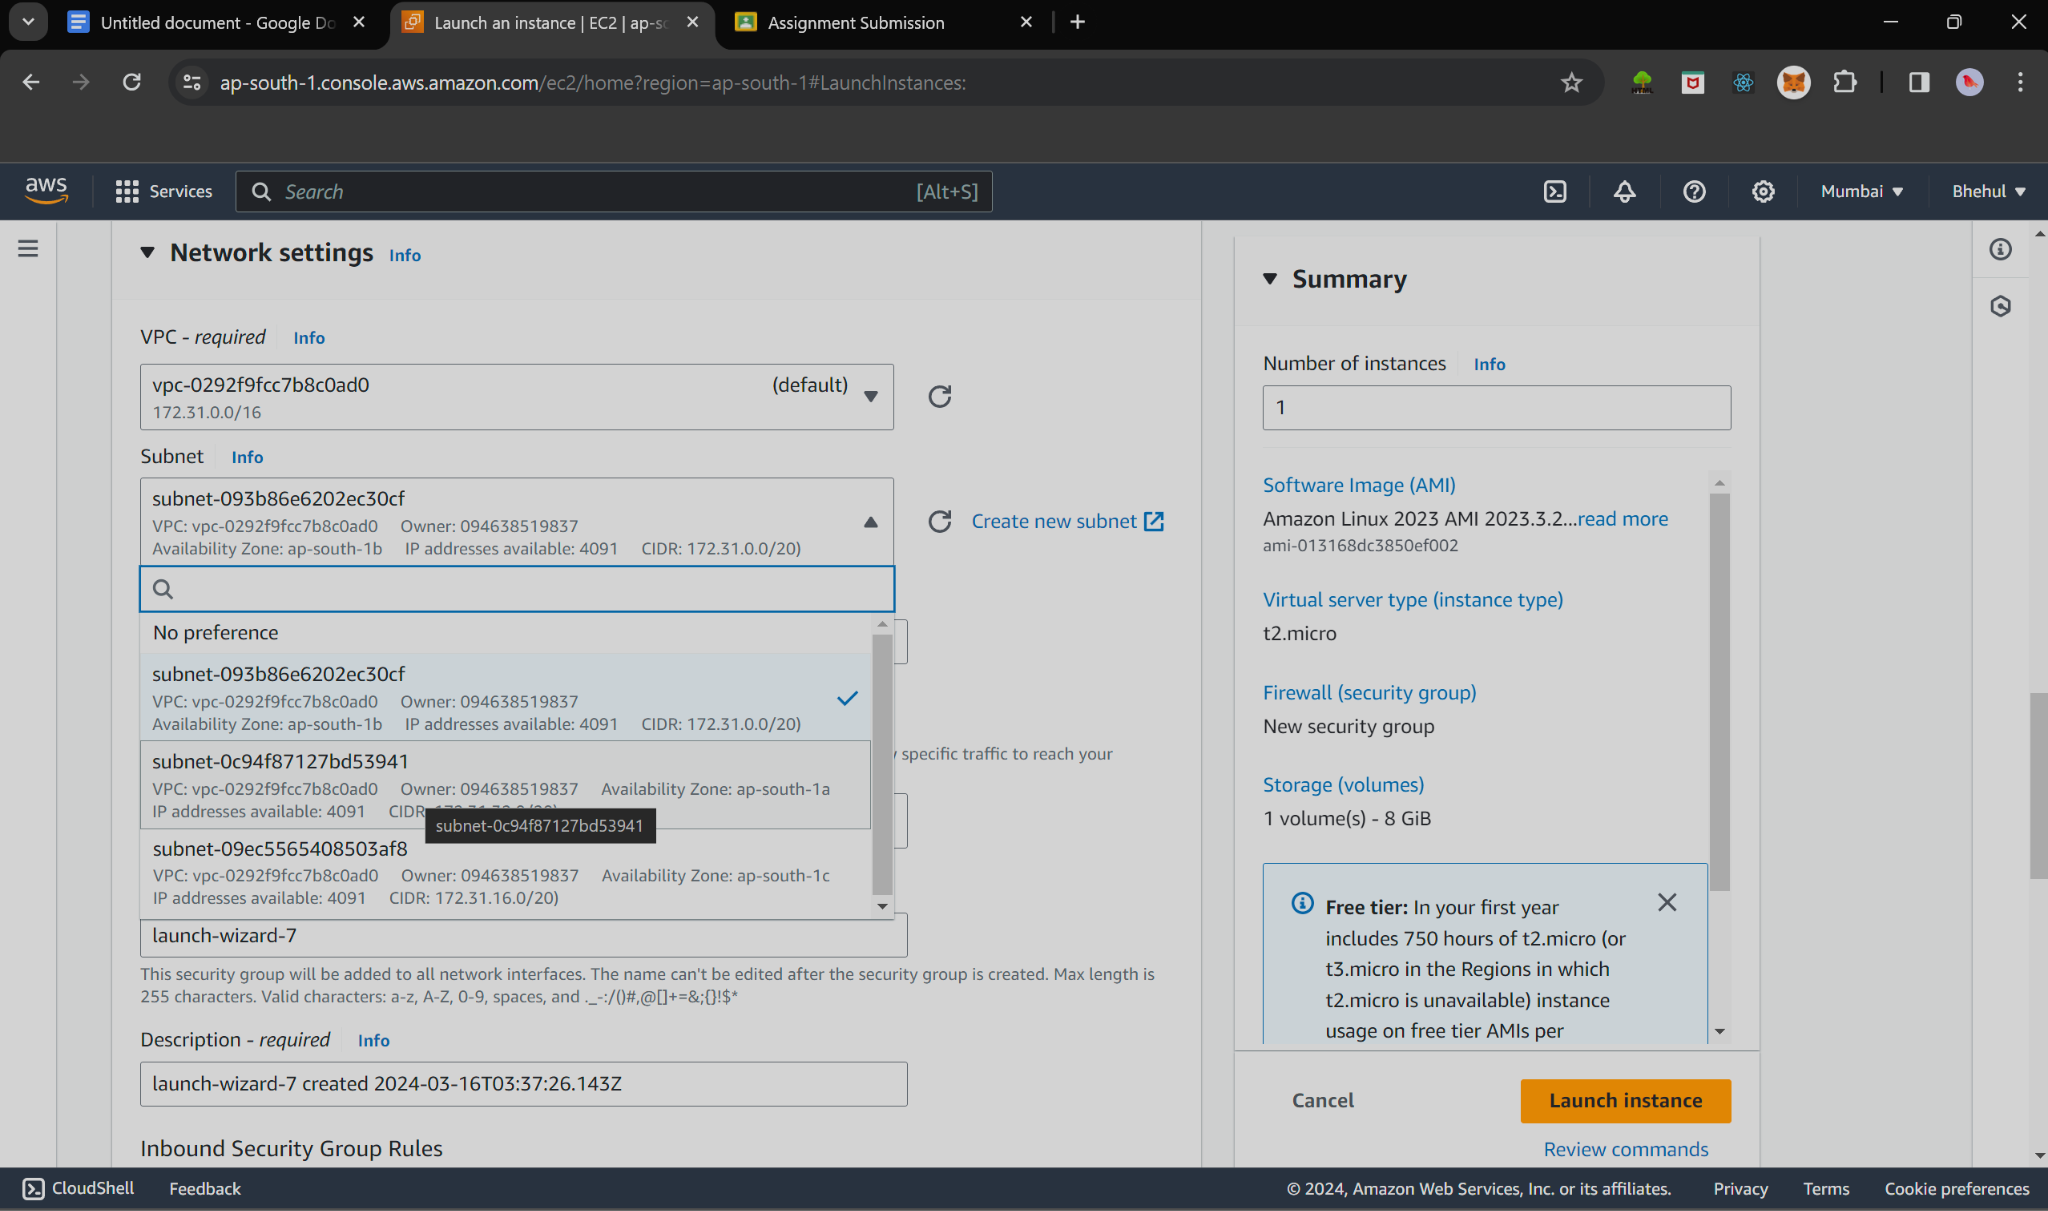 Untitled document - Google Do
Launch an instance | EC2 | ap-so
Assignment Submission
ap-south-1.console.aws.amazon.com/ec2/home?region=ap-south-1#LaunchInstances:
aws
Services
Search
[Alt+S]
Mumbai
Bhehul
Network settings Info
VPC - required Info
vpc-0292f9fcc7b8c0ad0 (default)
172.31.0.0/16
Subnet Info
subnet-093b86e6202ec30cf
VPC: vpc-0292f9fcc7b8c0ad0 Owner: 094638519837
Availability Zone: ap-south-1b IP addresses available: 4091 CIDR: 172.31.0.0/20)
Create new subnet
No preference
subnet-093b86e6202ec30cf
VPC: vpc-0292f9fcc7b8c0ad0 Owner: 094638519837
Availability Zone: ap-south-1b IP addresses available: 4091 CIDR: 172.31.0.0/20)
subnet-0c94f87127bd53941
VPC: vpc-0292f9fcc7b8c0ad0 Owner: 094638519837 Availability Zone: ap-south-1a
IP addresses available: 4091 CIDR
subnet-0c94f87127bd53941
specific traffic to reach your
subnet-09ec5565408503af8
VPC: vpc-0292f9fcc7b8c0ad0 Owner: 094638519837 Availability Zone: ap-south-1c
IP addresses available: 4091 CIDR: 172.31.16.0/20)
launch-wizard-7
This security group will be added to all network interfaces. The name can't be edited after the security group is created. Max length is
255 characters. Valid characters: a-z, A-Z, 0-9, spaces, and ._-:/()#,@[]+=&;{}!$*
Description - required Info
launch-wizard-7 created 2024-03-16T03:37:26.143Z
Inbound Security Group Rules
Summary
Number of instances Info
1
Software Image (AMI)
Amazon Linux 2023 AMI 2023.3.2...read more
ami-013168dc3850ef002
Virtual server type (instance type)
t2.micro
Firewall (security group)
New security group
Storage (volumes)
1 volume(s) - 8 GiB
Free tier: In your first year
includes 750 hours of t2.micro (or
t3.micro in the Regions in which
t2.micro is unavailable) instance
usage on free tier AMIs per
Cancel
Launch instance
Review commands
CloudShell
Feedback
© 2024, Amazon Web Services, Inc. or its affiliates.
Privacy
Terms
Cookie preferences